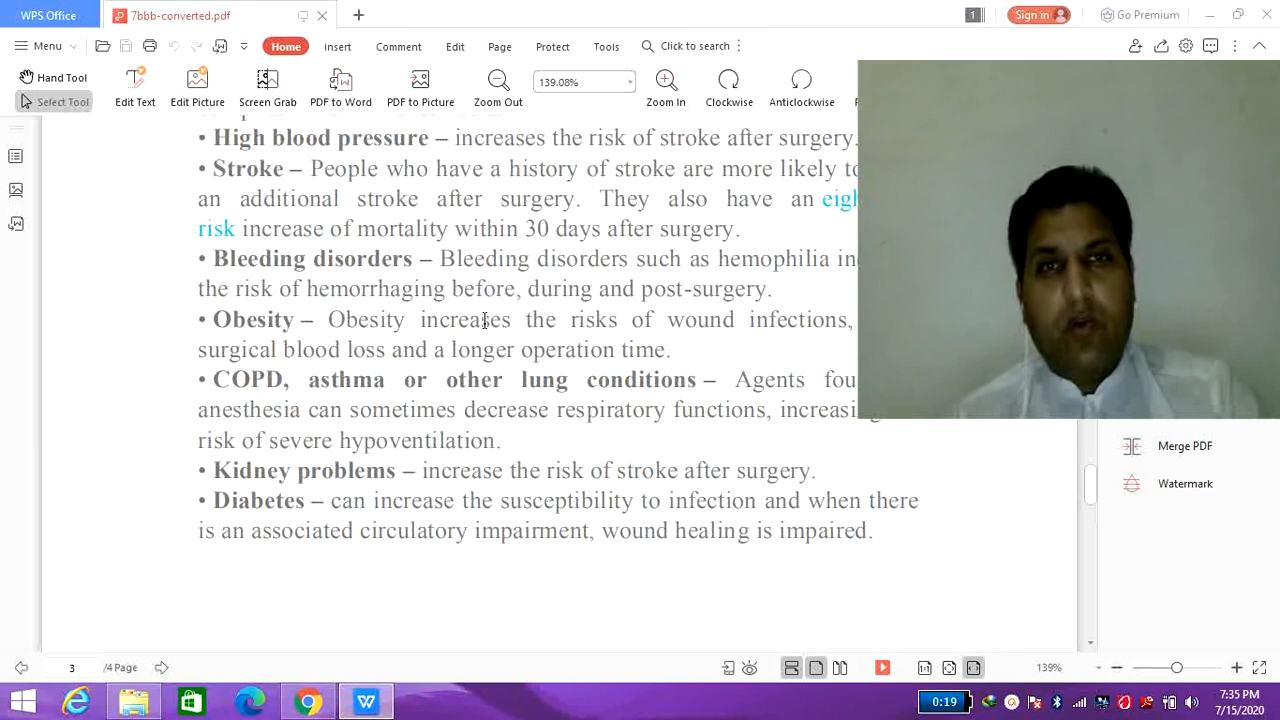 WPS Office
7bbb-converted.pdf
1
Sign in
Go Premium
Menu
Home
Insert
Comment
Edit
Page
Protect
Tools
Click to search
Hand Tool
Select Tool
Edit Text
Edit Picture
Screen Grab
PDF to Word
PDF to Picture
Zoom Out
139.08%
Zoom In
Clockwise
Anticlockwise
• High blood pressure – increases the risk of stroke after surgery.
• Stroke – People who have a history of stroke are more likely to
an additional stroke after surgery. They also have an
risk increase of mortality within 30 days after surgery.
• Bleeding disorders – Bleeding disorders such as hemophilia
the risk of hemorrhaging before, during and post-surgery.
• Obesity – Obesity increases the risks of wound infections,
surgical blood loss and a longer operation time.
• COPD, asthma or other lung conditions – Agents
anesthesia can sometimes decrease respiratory functions, increasing
risk of severe hypoventilation.
• Kidney problems – increase the risk of stroke after surgery.
• Diabetes – can increase the susceptibility to infection and when there
is an associated circulatory impairment, wound healing is impaired.
Merge PDF
Watermark
3
/4 Page
139%
0:19
7:35 PM
7/15/2020